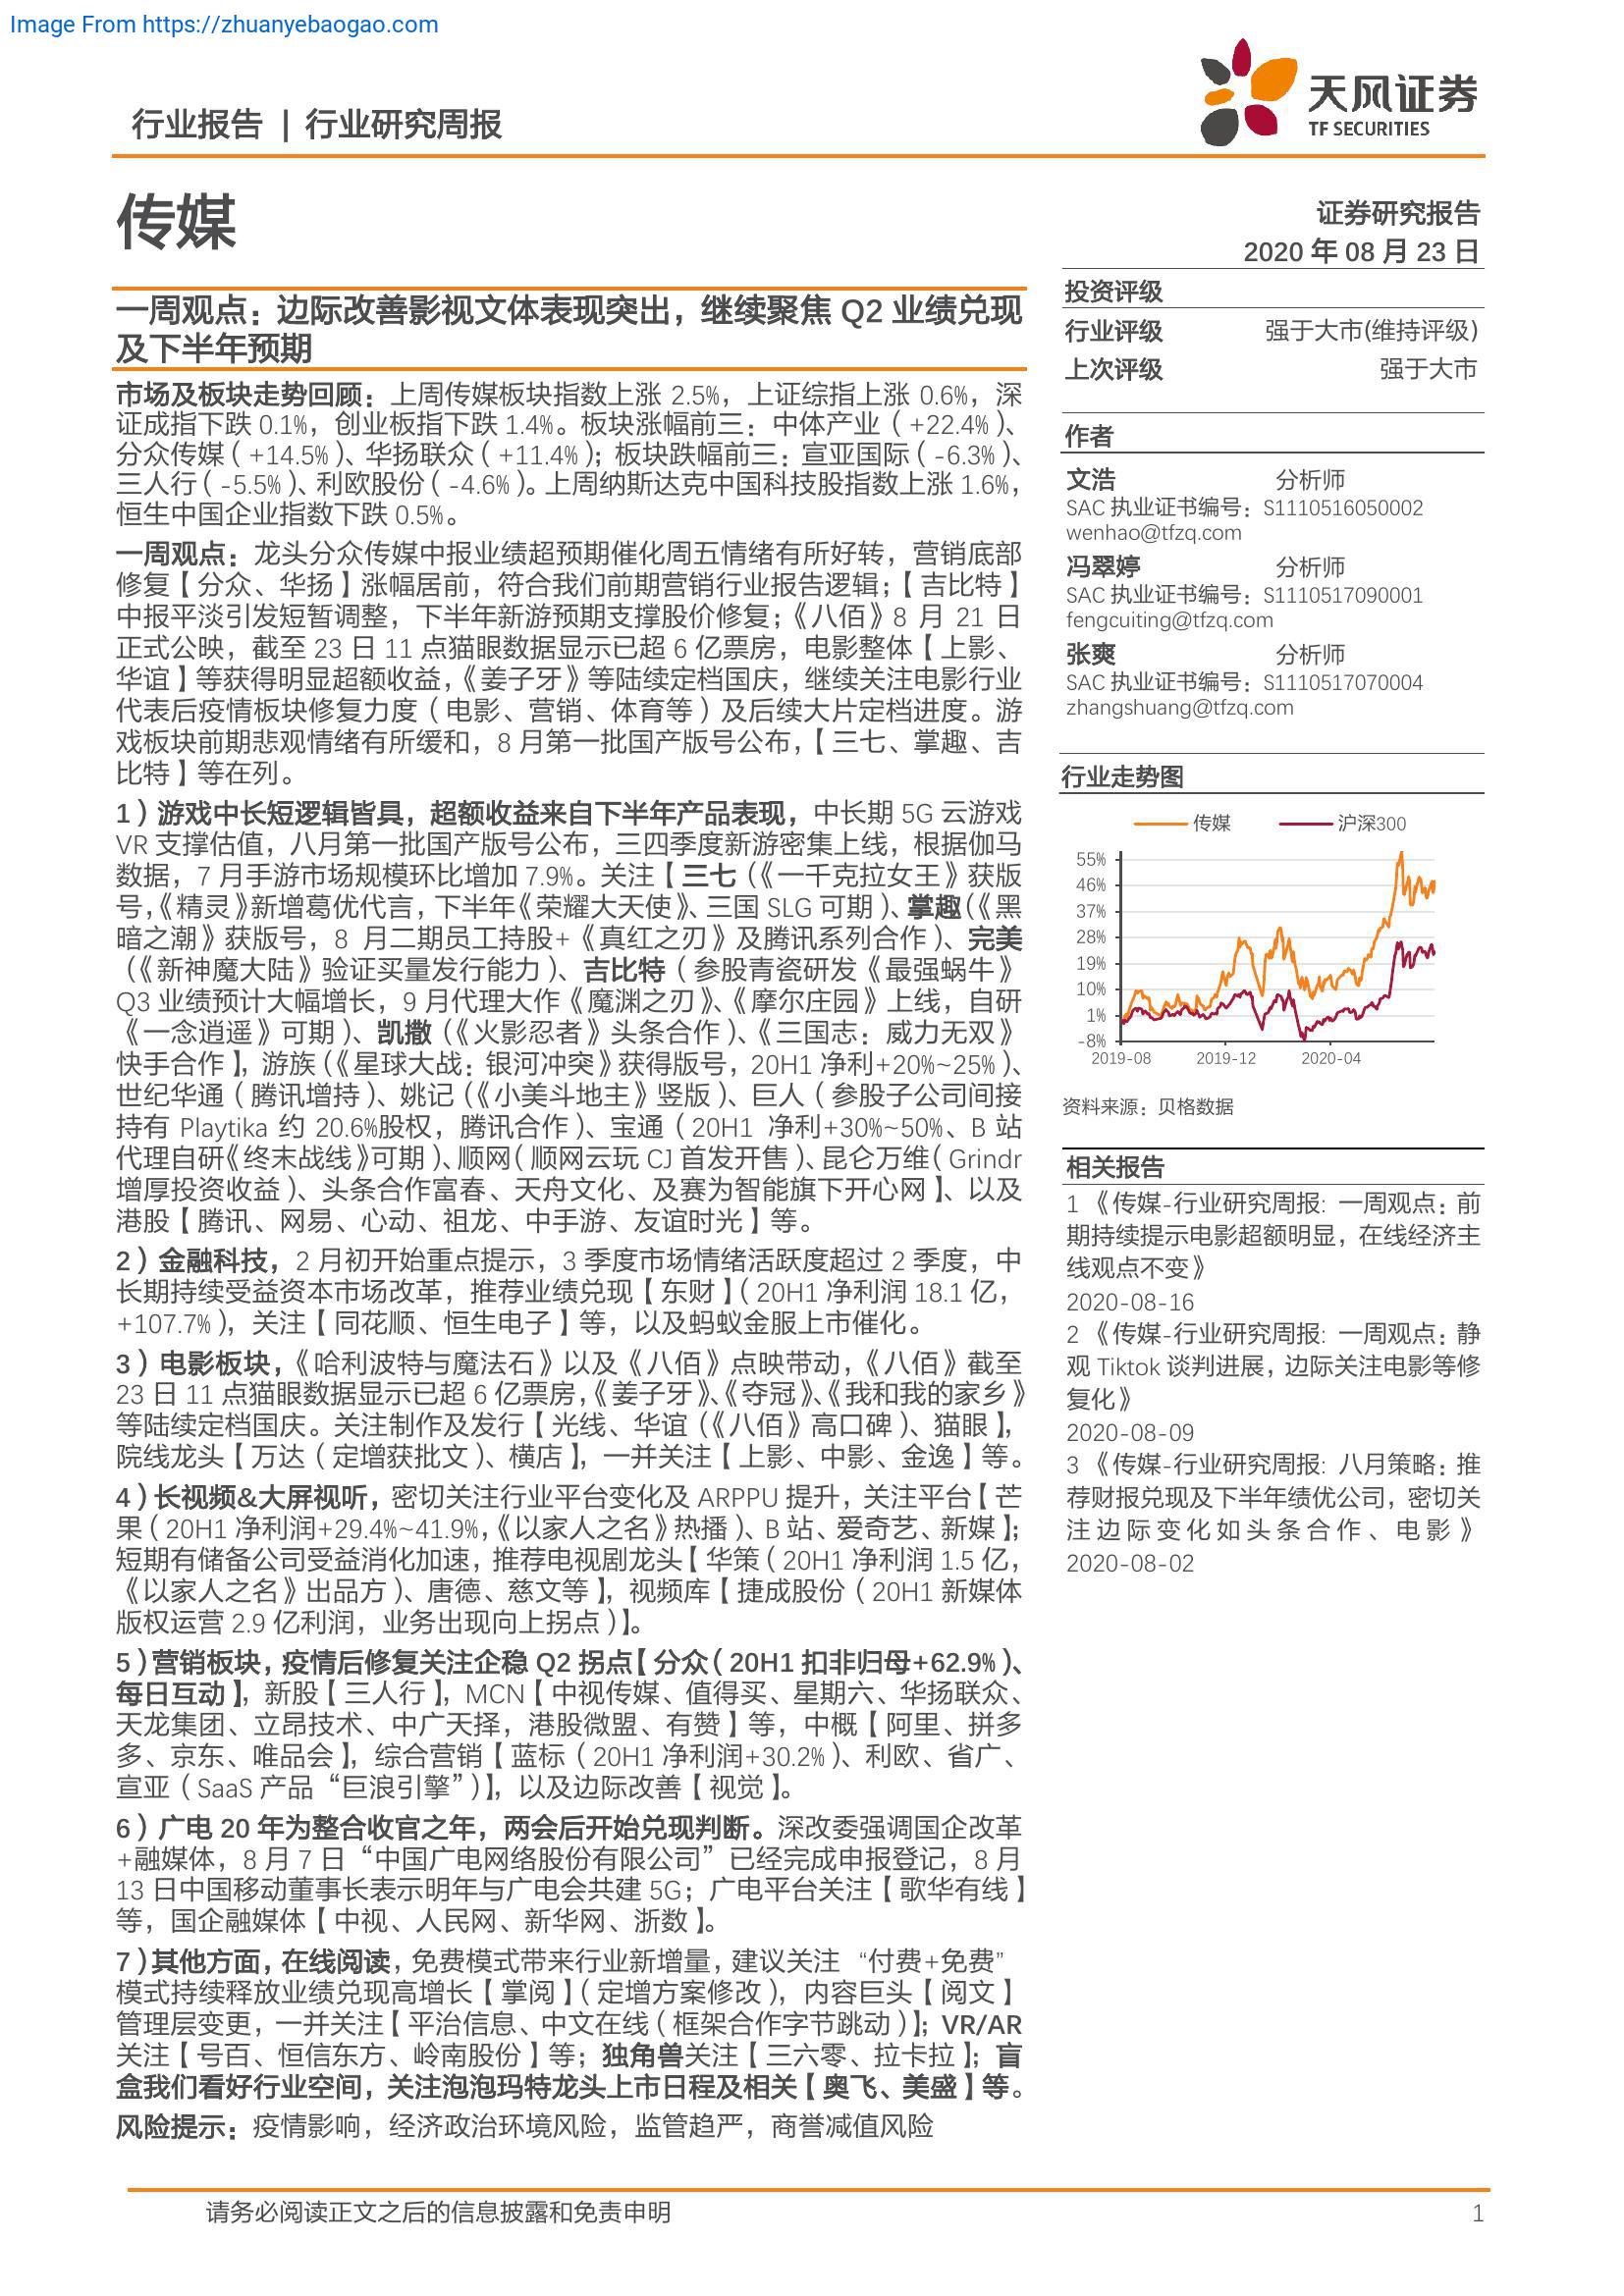 Image From https://zhuanyebaogao.com
行业报告 | 行业研究周报
天风证券
TF SECURITIES
传媒
证券研究报告
2020 年 08 月 23 日
一周观点：边际改善影视文体表现突出，继续聚焦 Q2 业绩兑现
及下半年预期
市场及板块走势回顾：上周传媒板块指数上涨 2.5%，上证综指上涨 0.6%，深
证成指下跌 0.1%，创业板指下跌 1.4%。板块涨幅前三：中体产业（+22.4%）、
分众传媒（+14.5%）、华扬联众（+11.4%）；板块跌幅前三：宣亚国际（-6.3%）、
三人行（-5.5%）、利欧股份（-4.6%）。上周纳斯达克中国科技股指数上涨 1.6%，
恒生中国企业指数下跌 0.5%。
一周观点：龙头分众传媒中报业绩超预期催化周五情绪有所好转，营销底部
修复【分众、华扬】涨幅居前，符合我们前期营销行业报告逻辑；【吉比特】
中报平淡引发短暂调整，下半年新游预期支撑股价修复；《八佰》8 月 21 日
正式公映，截至 23 日 11 点猫眼数据显示已超 6 亿票房，电影整体【上影、
华谊】等获得明显超额收益，《姜子牙》等陆续定档国庆，继续关注电影行业
代表后疫情板块修复力度（电影、营销、体育等）及后续大片定档进度。游
戏板块前期悲观情绪有所缓和，8 月第一批国产版号公布，【三七、掌趣、吉
比特】等在列。
1）游戏中长短逻辑皆具，超额收益来自下半年产品表现，中长期 5G 云游戏
VR 支撑估值，八月第一批国产版号公布，三四季度新游密集上线，根据伽马
数据，7 月手游市场规模环比增加 7.9%。关注【三七（《一千克拉女王》获版
号，《精灵》新增葛优代言，下半年《荣耀大天使》、三国 SLG 可期）、掌趣（《黑
暗之潮》获版号，8 月二期员工持股+《真红之刃》及腾讯系列合作）、完美
（《新神魔大陆》验证买量发行能力）、吉比特（参股青瓷研发《最强蜗牛》
Q3 业绩预计大幅增长，9 月代理大作《魔渊之刃》、《摩尔庄园》上线，自研
《一念逍遥》可期）、凯撒（《火影忍者》头条合作）、《三国志：威力无双》
快手合作】，游族（《星球大战：银河冲突》获得版号，20H1 净利+20%~25%）、
世纪华通（腾讯增持）、姚记（《小美斗地主》竖版）、巨人（参股子公司间接
持有 Playtika 约 20.6%股权，腾讯合作）、宝通（20H1 净利+30%~50%、B 站
代理自研《终末战线》可期）、顺网（顺网云玩 CJ 首发开售）、昆仑万维（Grindr
增厚投资收益）、头条合作富春、天舟文化、及赛为智能旗下开心网】、以及
港股【腾讯、网易、心动、祖龙、中手游、友谊时光】等。
2）金融科技，2 月初开始重点提示，3 季度市场情绪活跃度超过 2 季度，中
长期持续受益资本市场改革，推荐业绩兑现【东财】（20H1 净利润 18.1 亿，
+107.7%），关注【同花顺、恒生电子】等，以及蚂蚁金服上市催化。
3）电影板块，《哈利波特与魔法石》以及《八佰》点映带动，《八佰》截至
23 日 11 点猫眼数据显示已超 6 亿票房，《姜子牙》、《夺冠》、《我和我的家乡》
等陆续定档国庆。关注制作及发行【光线、华谊（《八佰》高口碑）、猫眼】，
院线龙头【万达（定增获批文）、横店】，一并关注【上影、中影、金逸】等。
4）长视频&大屏视听，密切关注行业平台变化及 ARPPU 提升，关注平台【芒
果（20H1 净利润+29.4%~41.9%，《以家人之名》热播）、B 站、爱奇艺、新媒】；
短期有储备公司受益消化加速，推荐电视剧龙头【华策（20H1 净利润 1.5 亿，
《以家人之名》出品方）、唐德、慈文等】，视频库【捷成股份（20H1 新媒体
版权运营 2.9 亿利润，业务出现向上拐点）】。
5）营销板块，疫情后修复关注企稳 Q2 拐点【分众（20H1 扣非归母+62.9%）、
每日互动】，新股【三人行】，MCN【中视传媒、值得买、星期六、华扬联众、
天龙集团、立昂技术、中广天择，港股微盟、有赞】等，中概【阿里、拼多
多、京东、唯品会】，综合营销【蓝标（20H1 净利润+30.2%）、利欧、省广、
宣亚（SaaS 产品“巨浪引擎”）】，以及边际改善【视觉】。
6）广电 20 年为整合收官之年，两会后开始兑现判断。深改委强调国企改革
+融媒体，8 月 7 日“中国广电网络股份有限公司”已经完成申报登记，8 月
13 日中国移动董事长表示明年与广电会共建 5G；广电平台关注【歌华有线】
等，国企融媒体【中视、人民网、新华网、浙数】。
7）其他方面，在线阅读，免费模式带来行业新增量，建议关注 “付费+免费”
模式持续释放业绩兑现高增长【掌阅】（定增方案修改），内容巨头【阅文】
管理层变更，一并关注【平治信息、中文在线（框架合作字节跳动）】；VR/AR
关注【号百、恒信东方、岭南股份】等；独角兽关注【三六零、拉卡拉】；盲
盒我们看好行业空间，关注泡泡玛特龙头上市日程及相关【奥飞、美盛】等。
风险提示：疫情影响，经济政治环境风险，监管趋严，商誉减值风险
投资评级
行业评级 强于大市(维持评级)
上次评级 强于大市
作者
文浩 分析师
SAC 执业证书编号：S1110516050002
wenhao@tfzq.com
冯翠婷 分析师
SAC 执业证书编号：S1110517090001
fengcuiting@tfzq.com
张爽 分析师
SAC 执业证书编号：S1110517070004
zhangshuang@tfzq.com
行业走势图
传媒 沪深300
55%
46%
37%
28%
19%
10%
1%
-8%
2019-08 2019-12 2020-04
资料来源：贝格数据
相关报告
1 《传媒-行业研究周报: 一周观点：前
期持续提示电影超额明显，在线经济主
线观点不变》
2020-08-16
2 《传媒-行业研究周报: 一周观点：静
观 Tiktok 谈判进展，边际关注电影等修
复化》
2020-08-09
3 《传媒-行业研究周报: 八月策略：推
荐财报兑现及下半年绩优公司，密切关
注边际变化如头条合作、电影》
2020-08-02
请务必阅读正文之后的信息披露和免责申明 1